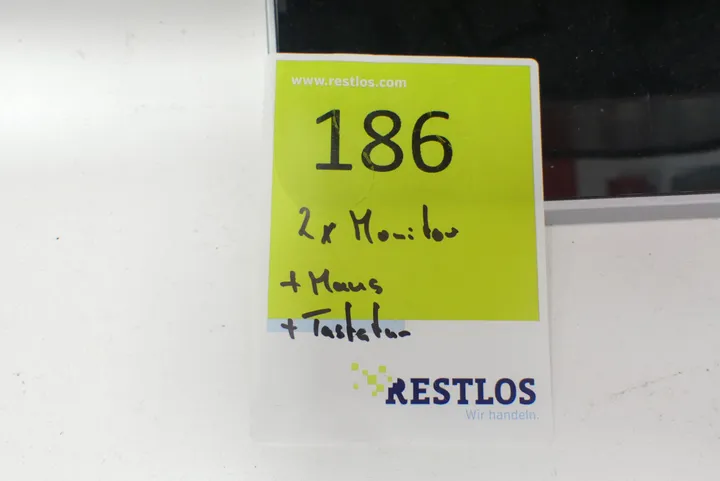 www.restlos.com
186
2x Monitor
+ Maus
+ Tastatur
RESTLOS
Wir handeln.